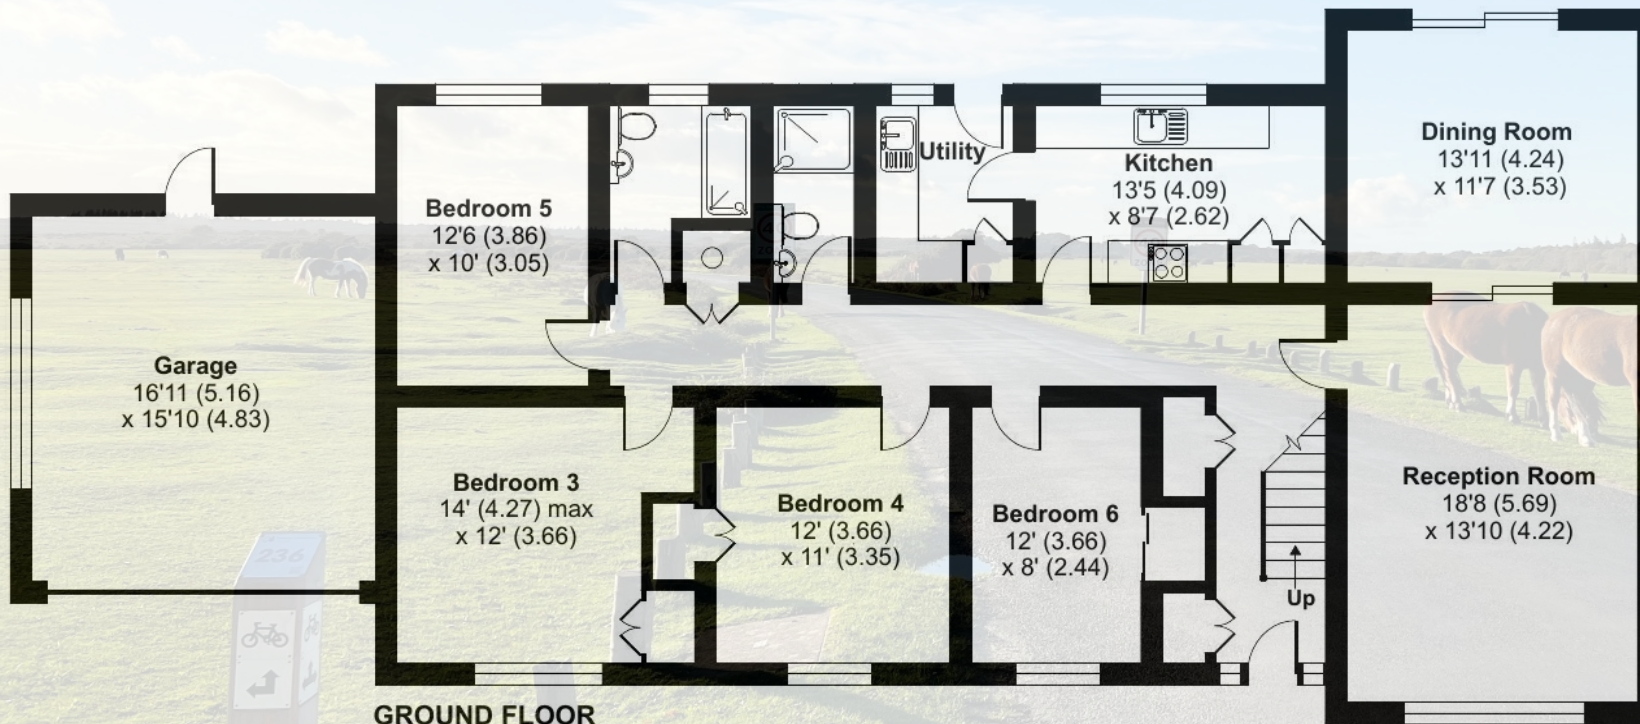 Dining Room
13'11 (4.24)
x 11'7 (3.53)
Utility
Kitchen
13'5 (4.09)
x 8'7 (2.62)
Bedroom 5
12'6 (3.86)
x 10' (3.05)
Garage
16'11 (5.16)
x 15'10 (4.83)
Bedroom 3
14' (4.27) max
x 12' (3.66)
Bedroom 4
12' (3.66)
x 11' (3.35)
Bedroom 6
12' (3.66)
x 8' (2.44)
Reception Room
18'8 (5.69)
x 13'10 (4.22)
Up
236
GROUND FLOOR